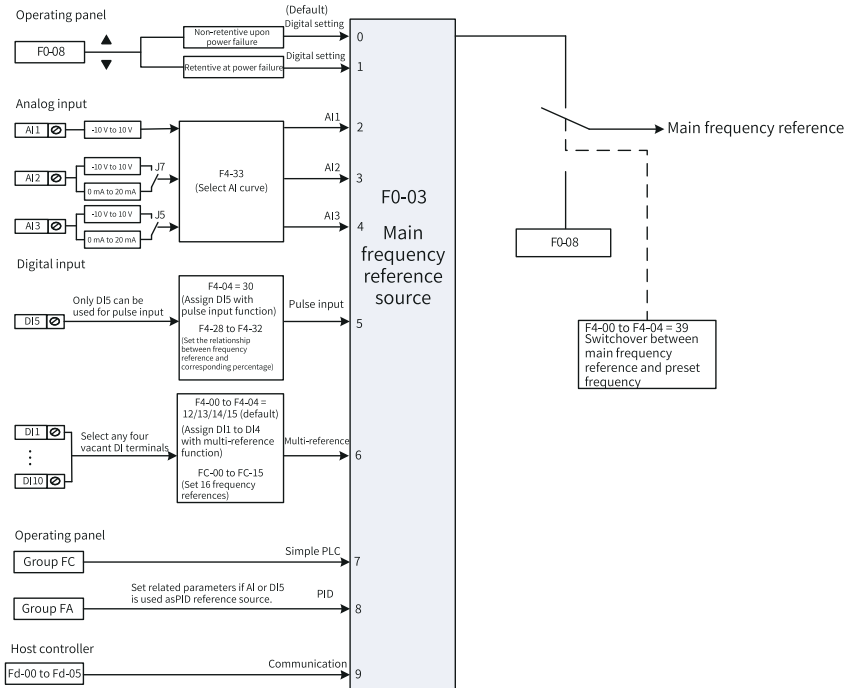 Operating panel
F0-08
Non-retentive upon
power failure
Retentive at power failure
(Default)
Digital setting
0
Digital setting
1
Analog input
AI1
-10 V to 10 V
AI2
-10 V to 10 V
0 mA to 20 mA
J7
AI3
-10 V to 10 V
0 mA to 20 mA
J5
F4-33
(Select AI curve)
AI1
2
AI2
3
AI3
4
Digital input
DI5
Only DI5 can be
used for pulse input
F4-04 = 30
(Assign DI5 with
pulse input function)
F4-28 to F4-32
(Set the relationship
between frequency
reference and
corresponding percentage)
Pulse input
5
DI1
DI10
Select any four
vacant DI terminals
F4-00 to F4-04 =
12/13/14/15 (default)
(Assign DI1 to DI4
with multi-reference
function)
FC-00 to FC-15
(Set 16 frequency
references)
Multi-reference
6
Operating panel
Group FC
Simple PLC
7
Group FA
Set related parameters if AI or DI5
is used asPID reference source.
PID
8
Host controller
Fd-00 to Fd-05
Communication
9
F0-03
Main
frequency
reference
source
Main frequency reference
F0-08
F4-00 to F4-04 = 39
Switchover between
main frequency
reference and preset
frequency